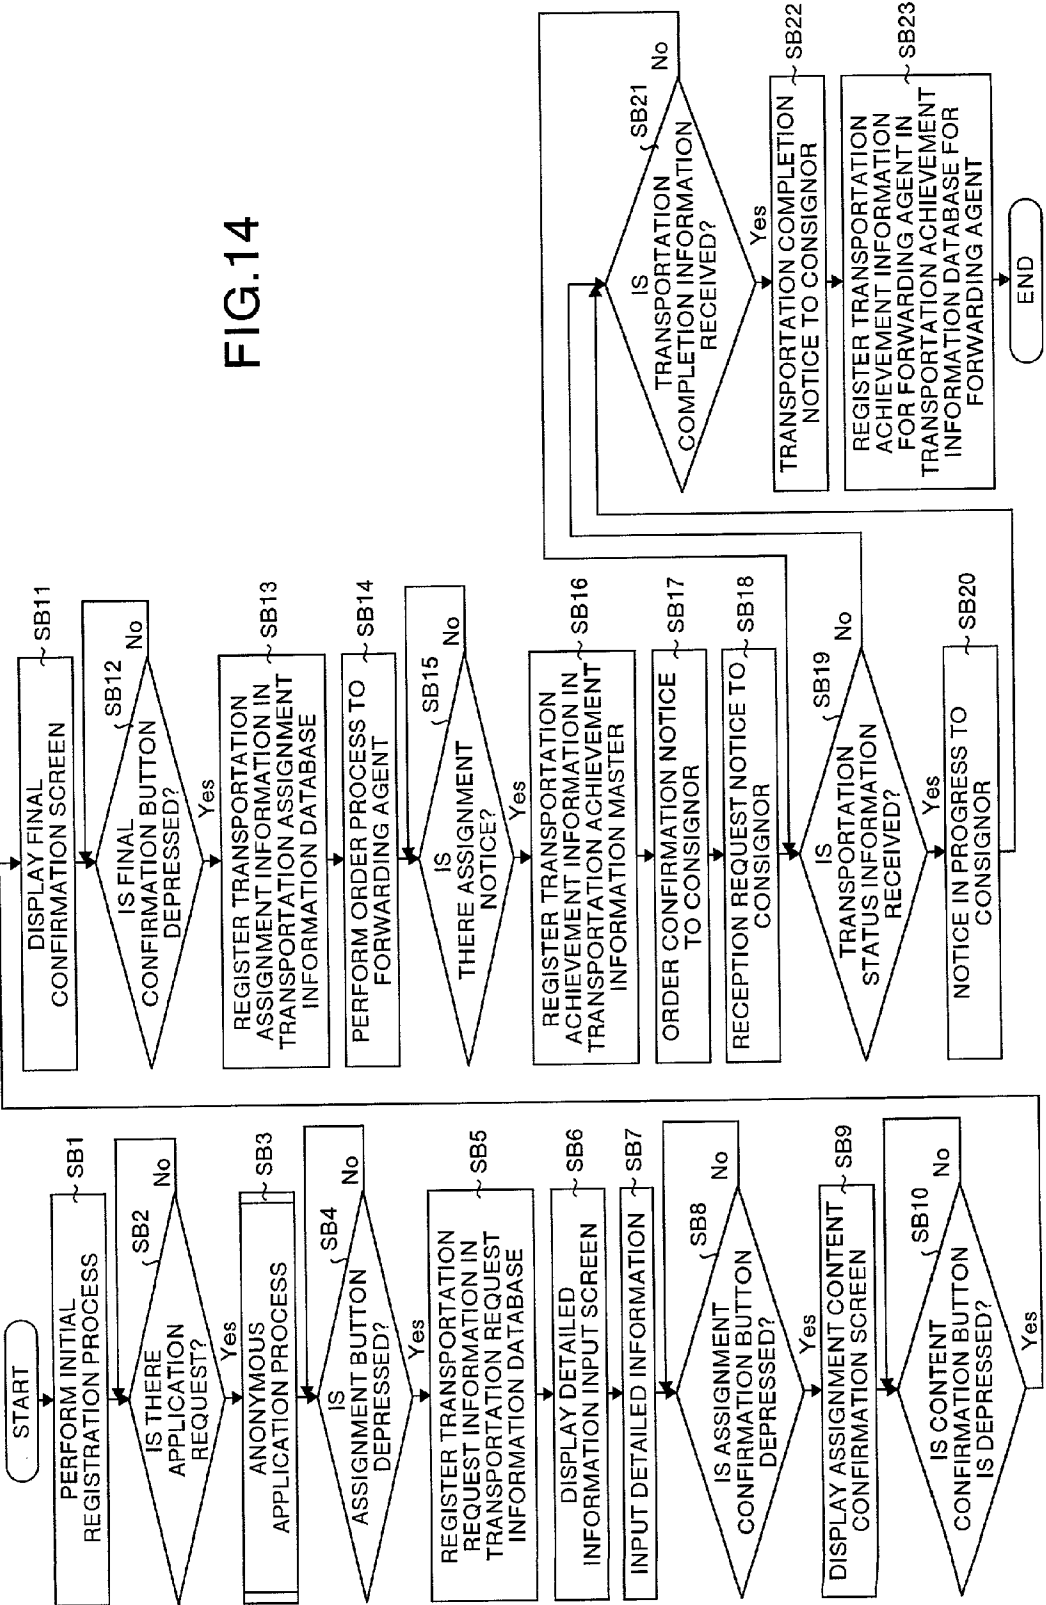 FIG.14
START
PERFORM INITIAL
REGISTRATION PROCESS
SB1
IS THERE
APPLICATION
REQUEST?
SB2
No
Yes
ANONYMOUS
APPLICATION PROCESS
SB3
IS
ASSIGNMENT BUTTON
DEPRESSED?
SB4
No
Yes
REGISTER TRANSPORTATION
REQUEST INFORMATION IN
TRANSPORTATION REQUEST
INFORMATION DATABASE
SB5
DISPLAY DETAILED
INFORMATION INPUT SCREEN
SB6
INPUT DETAILED INFORMATION
SB7
IS ASSIGNMENT
CONFIRMATION BUTTON
DEPRESSED?
SB8
No
Yes
DISPLAY ASSIGNMENT CONTENT
CONFIRMATION SCREEN
SB9
IS CONTENT
CONFIRMATION BUTTON
IS DEPRESSED?
SB10
No
Yes
DISPLAY FINAL
CONFIRMATION SCREEN
SB11
IS FINAL
CONFIRMATION BUTTON
DEPRESSED?
SB12
No
Yes
REGISTER TRANSPORTATION
ASSIGNMENT INFORMATION IN
TRANSPORTATION ASSIGNMENT
INFORMATION DATABASE
SB13
PERFORM ORDER PROCESS TO
FORWARDING AGENT
SB14
IS
THERE ASSIGNMENT
NOTICE?
SB15
No
Yes
REGISTER TRANSPORTATION
ACHIEVEMENT INFORMATION IN
TRANSPORTATION ACHIEVEMENT
INFORMATION MASTER
SB16
ORDER CONFIRMATION NOTICE
TO CONSIGNOR
SB17
RECEPTION REQUEST NOTICE TO
CONSIGNOR
SB18
IS
TRANSPORTATION
STATUS INFORMATION
RECEIVED?
SB19
No
Yes
NOTICE IN PROGRESS TO
CONSIGNOR
SB20
IS
TRANSPORTATION
COMPLETION INFORMATION
RECEIVED?
SB21
No
Yes
TRANSPORTATION COMPLETION
NOTICE TO CONSIGNOR
SB22
REGISTER TRANSPORTATION
ACHIEVEMENT INFORMATION
FOR FORWARDING AGENT IN
TRANSPORTATION ACHIEVEMENT
INFORMATION DATABASE FOR
FORWARDING AGENT
SB23
END